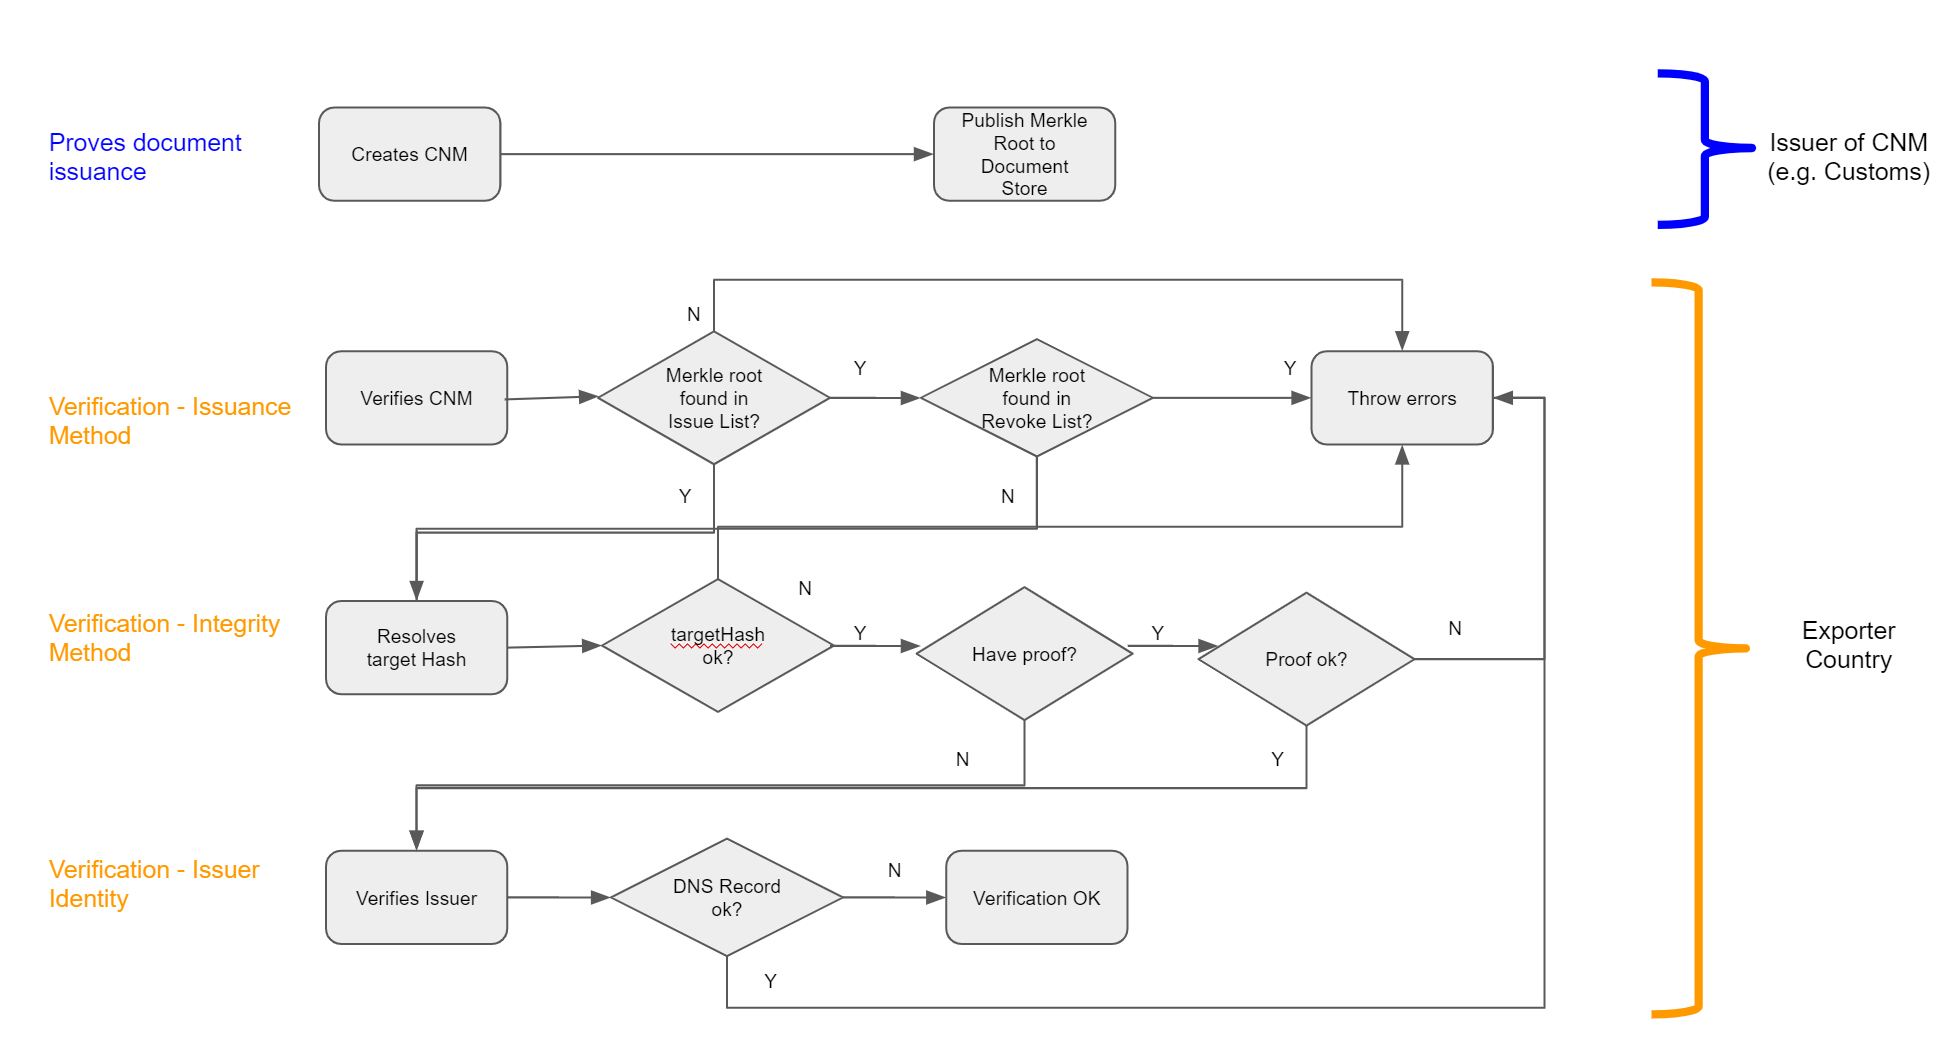 Proves document
issuance
Creates CNM
Publish Merkle
Root to
Document
Store
Issuer of CNM
(e.g. Customs)
N
Verification - Issuance
Method
Verifies CNM
Merkle root
found in
Issue List?
Y
Merkle root
found in
Revoke List?
Y
Throw errors
Y
N
Verification - Integrity
Method
Resolves
target Hash
targetHash
ok?
N
Y
Have proof?
Y
Proof ok?
N
Exporter
Country
N
Y
Verification - Issuer
Identity
Verifies Issuer
DNS Record
ok?
N
Verification OK
Y